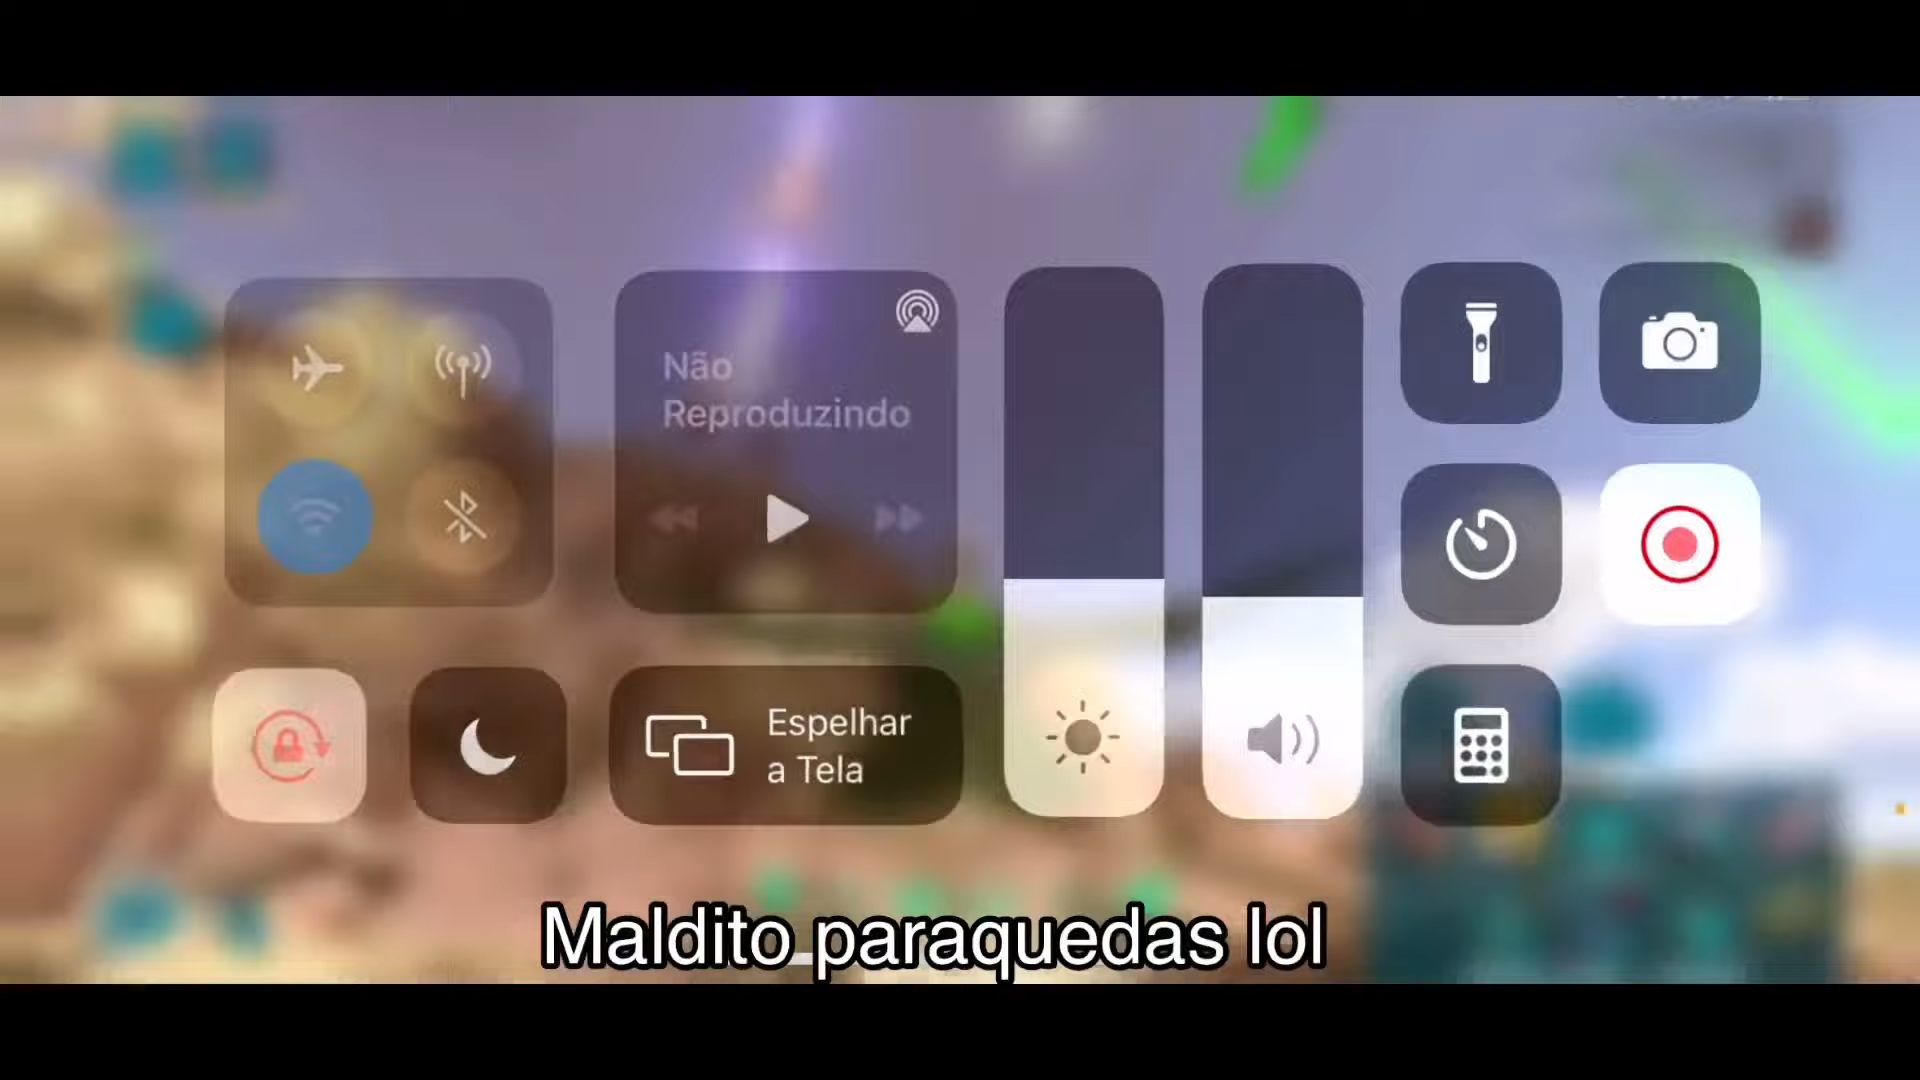 Não
Reproduzindo
Espelhar
a Tela
Maldito paraquedas lol